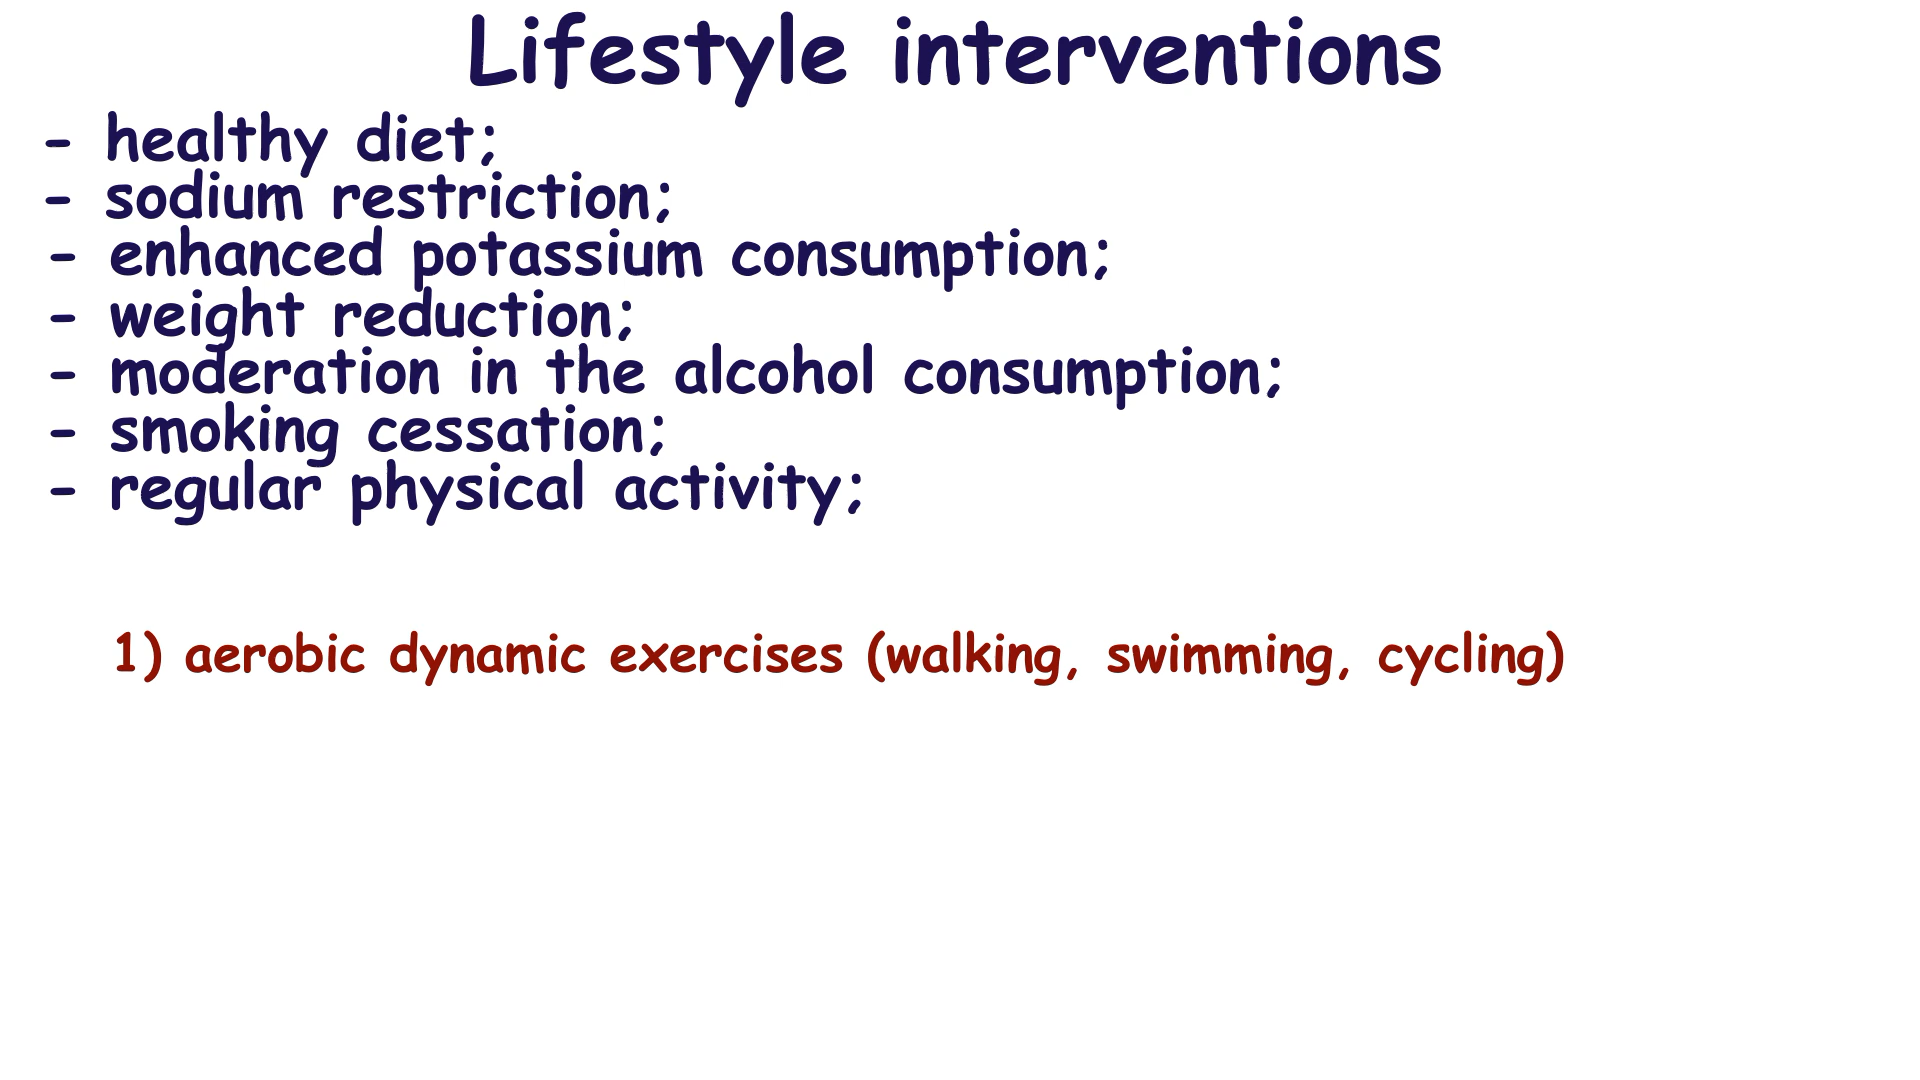 Lifestyle interventions
- healthy diet;
- sodium restriction;
- enhanced potassium consumption;
- weight reduction;
- moderation in the alcohol consumption;
- smoking cessation;
- regular physical activity;
1) aerobic dynamic exercises (walking, swimming, cycling)